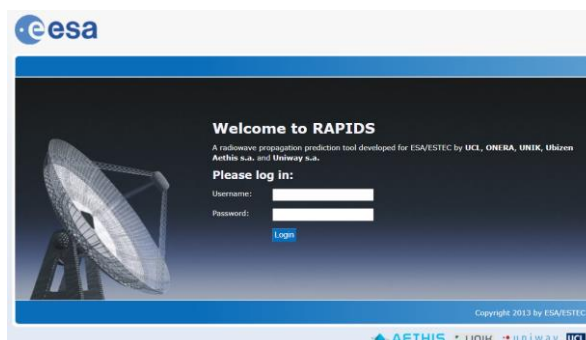 esa
Welcome to RAPIDS
A radiowave propagation prediction tool developed for ESA/ESTEC by UCL, ONERA, UNIK, Ubizen
Aethis s.a. and Uniway s.a.
Please log in:
Username:
Password:
Login
Copyright 2013 by ESA/ESTEC
AETHIS UNIK uniway UCL